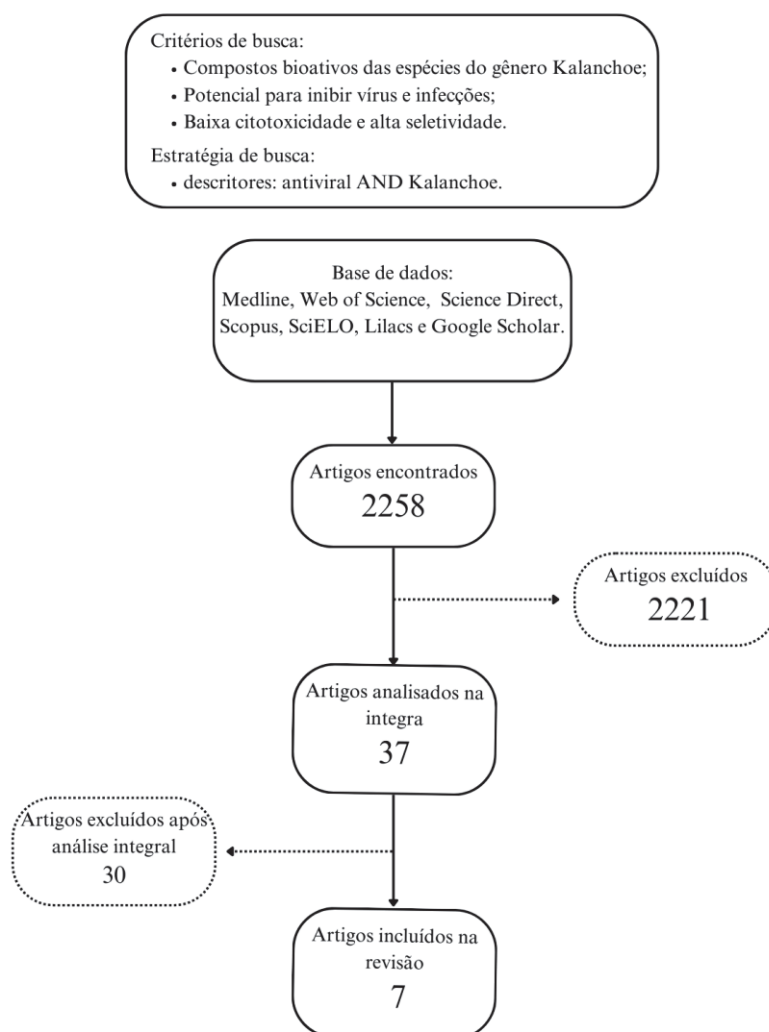 Critérios de busca:
• Compostos bioativos das espécies do gênero Kalanchoe;
• Potencial para inibir vírus e infecções;
• Baixa citotoxicidade e alta seletividade.
Estratégia de busca:
• descritores: antiviral AND Kalanchoe.
Base de dados:
Medline, Web of Science, Science Direct,
Scopus, SciELO, Lilacs e Google Scholar.
Artigos encontrados
2258
Artigos excluídos
2221
Artigos analisados na
integra
37
Artigos excluídos após
análise integral
30
Artigos incluídos na
revisão
7